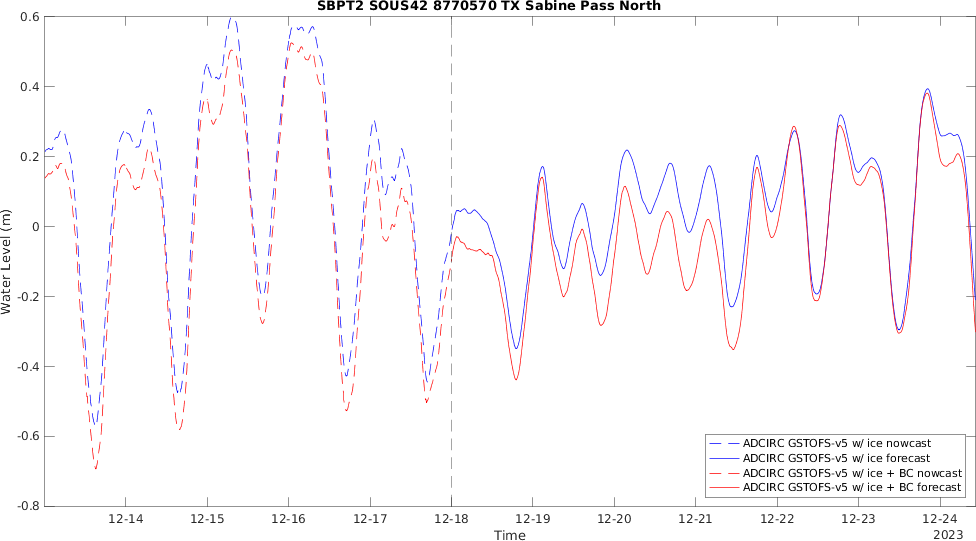 SBPT2 SOUS42 8770570 TX Sabine Pass North
0.6
0.4
0.2
0
-0.2
-0.4
-0.6
-0.8
Water Level (m)
ADCIRC GSTOFS-v5 w/ ice nowcast
ADCIRC GSTOFS-v5 w/ ice forecast
ADCIRC GSTOFS-v5 w/ ice + BC nowcast
ADCIRC GSTOFS-v5 w/ ice + BC forecast
12-14 12-15 12-16 12-17 12-18 12-19 12-20 12-21 12-22 12-23 12-24
Time
2023